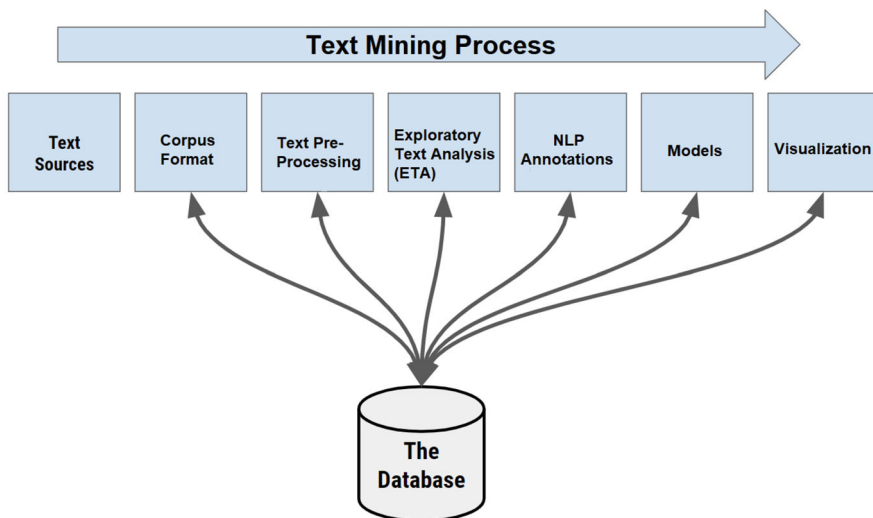 Text Mining Process
Text
Sources
Corpus
Format
Text Pre-
Processing
Exploratory
Text Analysis
(ETA)
NLP
Annotations
Models
Visualization
The
Database